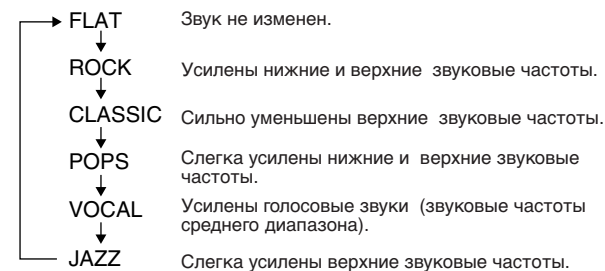 FLAT Звук не изменен.
ROCK Усилены нижние и верхние звуковые частоты.
CLASSIC Сильно уменьшены верхние звуковые частоты.
POPS Слегка усилены нижние и верхние звуковые
частоты.
VOCAL Усилены голосовые звуки (звуковые частоты
среднего диапазона).
JAZZ Слегка усилены верхние звуковые частоты.